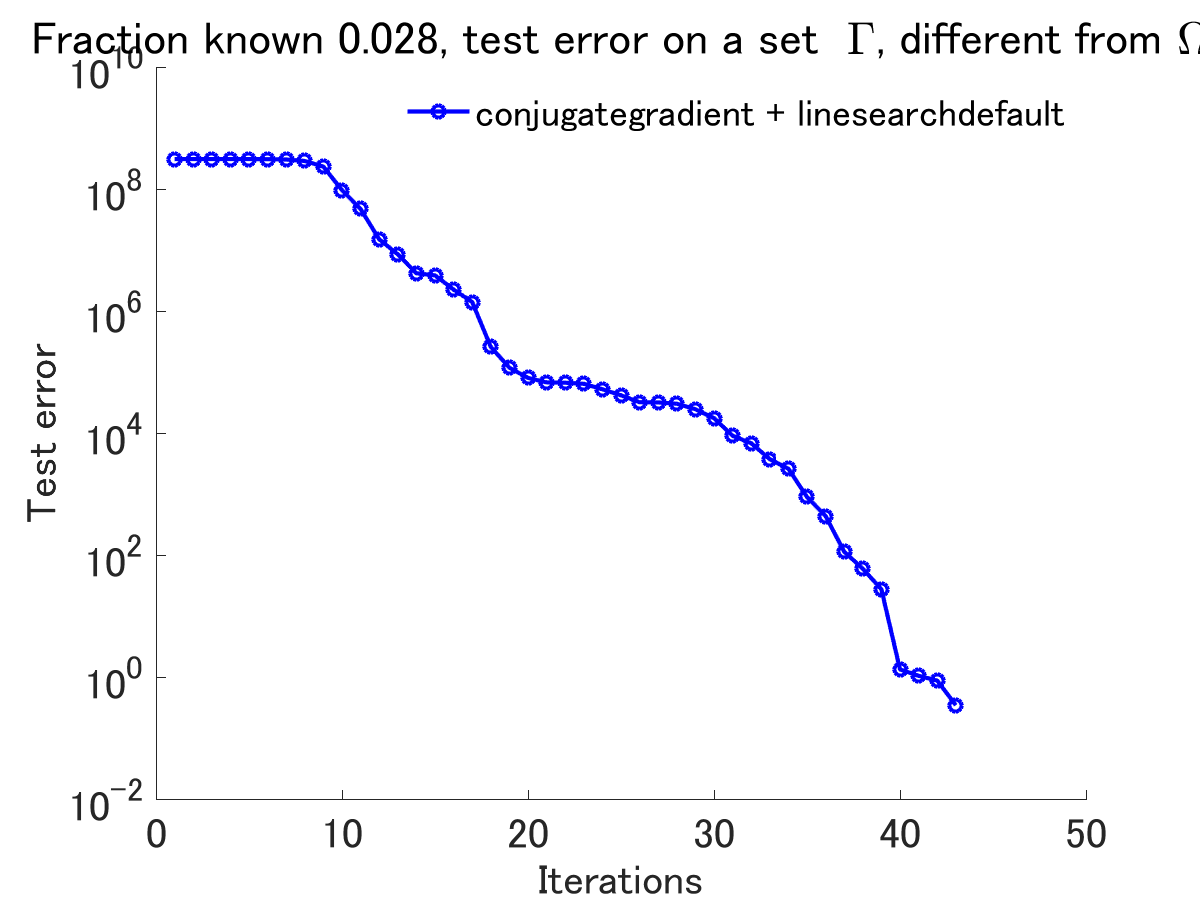 Fraction known 0.028, test error on a set Γ, different from Ω
10^10
conjugategradient + linesearchdefault
10^8
10^6
10^4
10^2
10^0
10^−2
Test error
0 10 20 30 40 50
Iterations